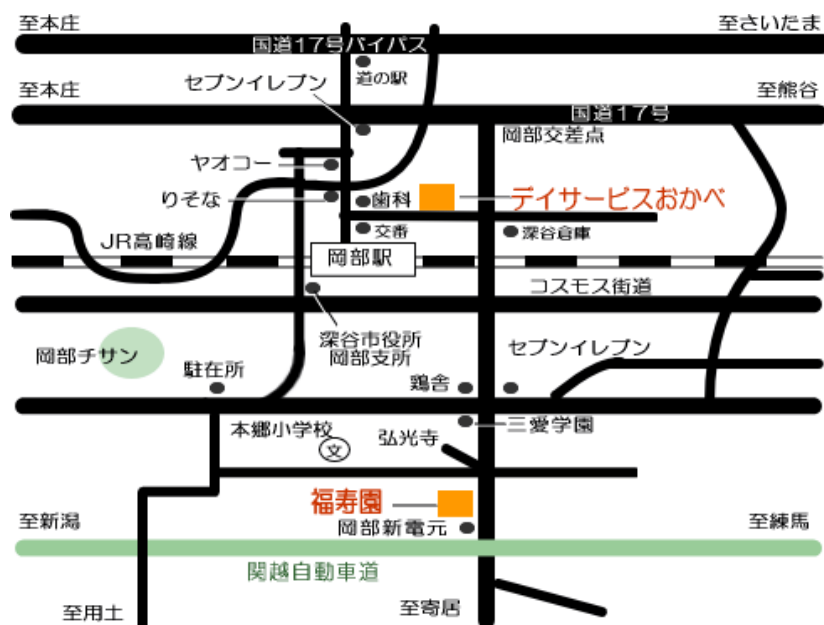 至本庄
至さいたま
国道17号バイパス
道の駅
セブンイレブン
至本庄
至熊谷
国道17号
岡部交差点
ヤオコー
りそな
歯科
デイサービスおかべ
交番
深谷倉庫
JR高崎線
岡部駅
コスモス街道
深谷市役所
岡部支所
岡部チサン
駐在所
セブンイレブン
鶏舎
本郷小学校
文
弘光寺
三愛学園
福寿園
至新潟
岡部新電元
至練馬
関越自動車道
至用土
至寄居